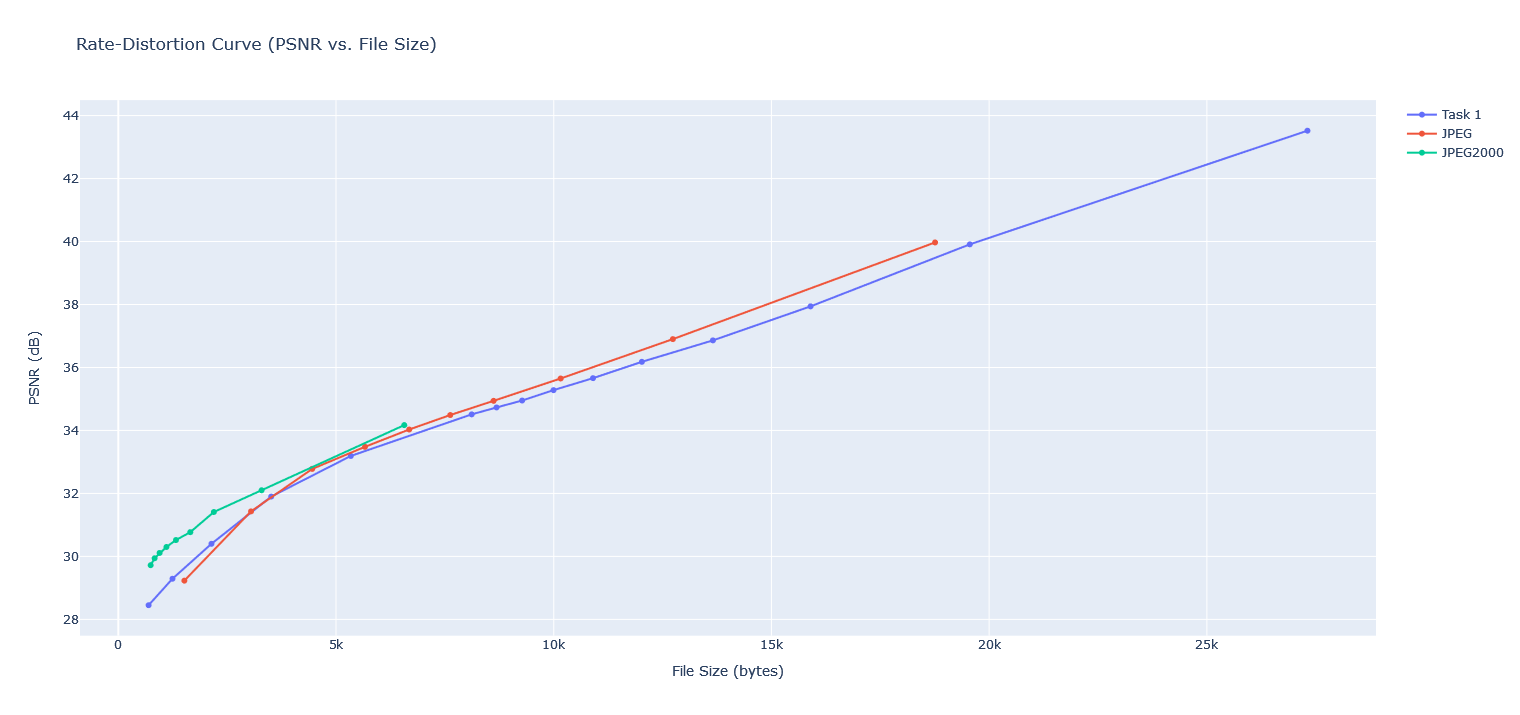 Rate-Distortion Curve (PSNR vs. File Size)
44
42
40
38
36
34
32
30
28
PSNR (dB)
0
5k
10k
15k
20k
25k
File Size (bytes)
Task 1
JPEG
JPEG2000